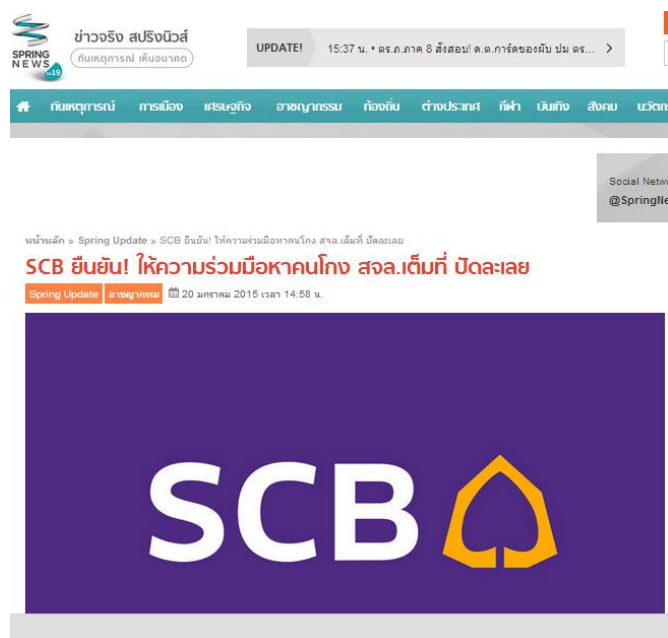 SPRING
NEWS
ช่อง19
ข่าวจริง สปริงนิวส์
ทันเหตุการณ์ เห็นอนาคต
UPDATE! 15:37 น. • ตร.ภ.ภาค 8 สั่งสอบ! ด.ต.การ์ดของผับ ปม ตร...
ทันเหตุการณ์ การเมือง เศรษฐกิจ อาชญากรรม ท้องถิ่น ต่างประเทศ กีฬา บันเทิง สังคม นวัตก
Social Netw
@SpringNe
หน้าหลัก » Spring Update » SCB ยืนยัน! ให้ความร่วมมือหาคนโกง สจล.เต็มที่ ปัดละเลย
SCB ยืนยัน! ให้ความร่วมมือหาคนโกง สจล.เต็มที่ ปัดละเลย
Spring Update อาชญากรรม 20 มกราคม 2015 เวลา 14:58 น.
SCB